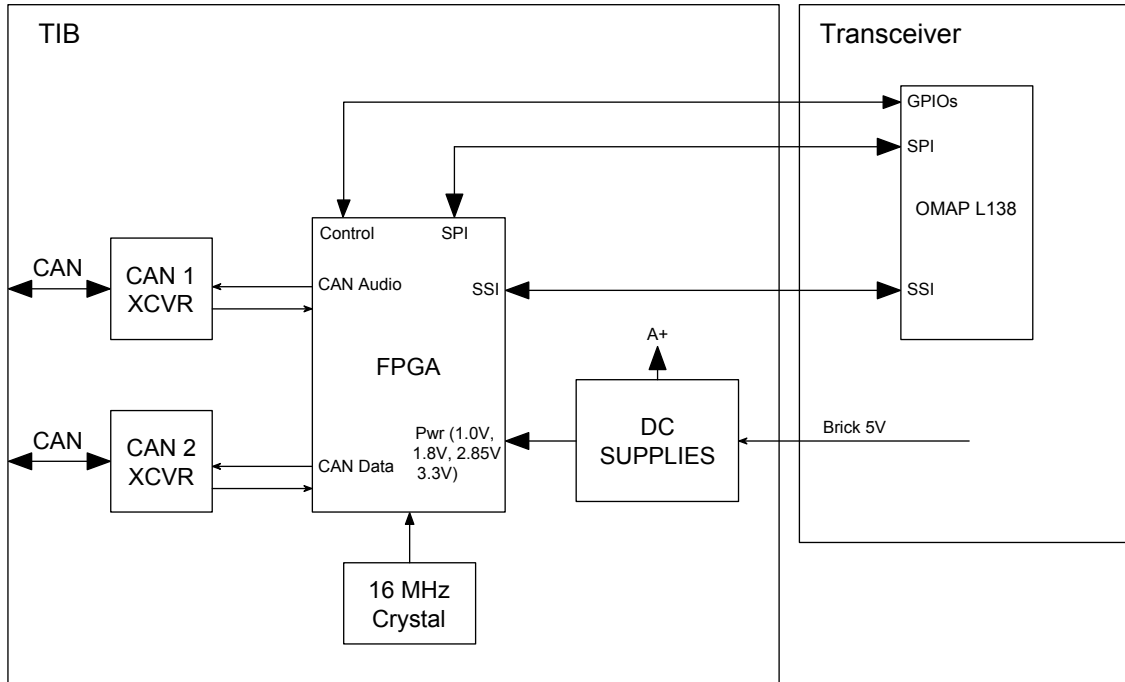 TIB
Transceiver
GPIOs
SPI
OMAP L138
SSI
Control
SPI
CAN Audio
SSI
FPGA
Pwr (1.0V,
1.8V, 2.85V
3.3V)
CAN Data
CAN
CAN 1
XCVR
CAN
CAN 2
XCVR
A+
DC
SUPPLIES
Brick 5V
16 MHz
Crystal